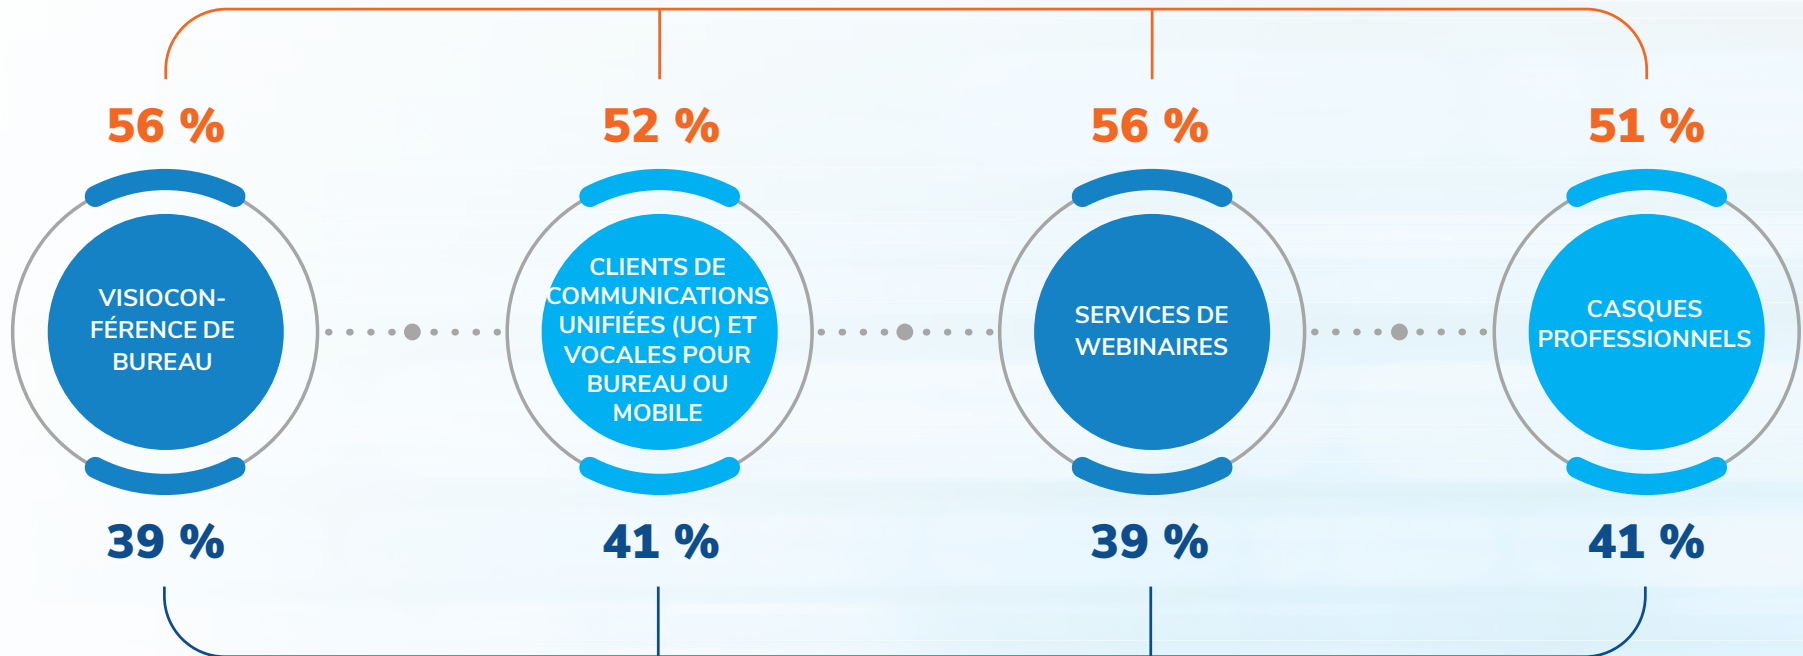 56 %
52 %
56 %
51 %
VISIOCON-
FÉRENCE DE
BUREAU
CLIENTS DE
COMMUNICATIONS
UNIFIÉES (UC) ET
VOCALES POUR
BUREAU OU
MOBILE
SERVICES DE
WEBINAIRES
CASQUES
PROFESSIONNELS
39 %
41 %
39 %
41 %